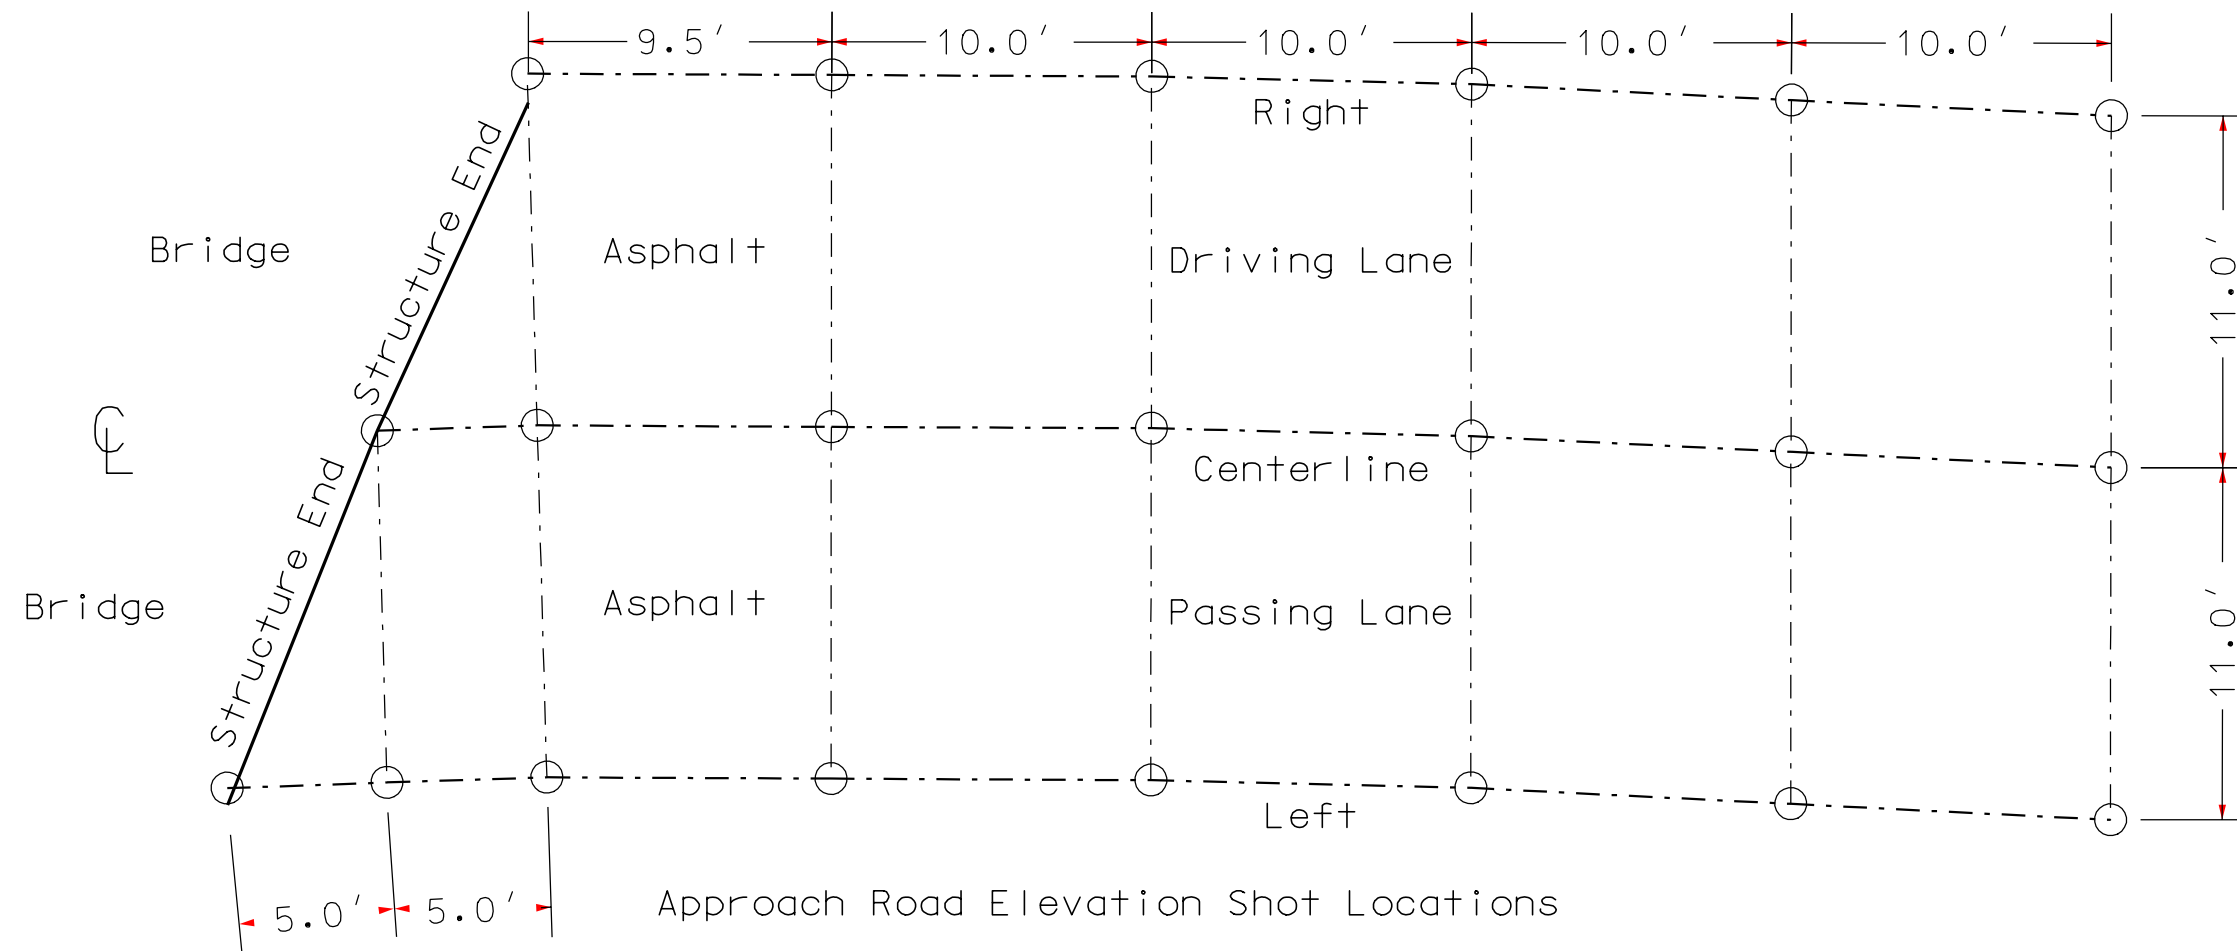 9.5' 10.0' 10.0' 10.0' 10.0'
Right
Structure End
Bridge Asphalt Driving Lane
11.0'
℄
Centerline
Structure End
Bridge Asphalt Passing Lane
11.0'
Left
5.0' 5.0'
Approach Road Elevation Shot Locations